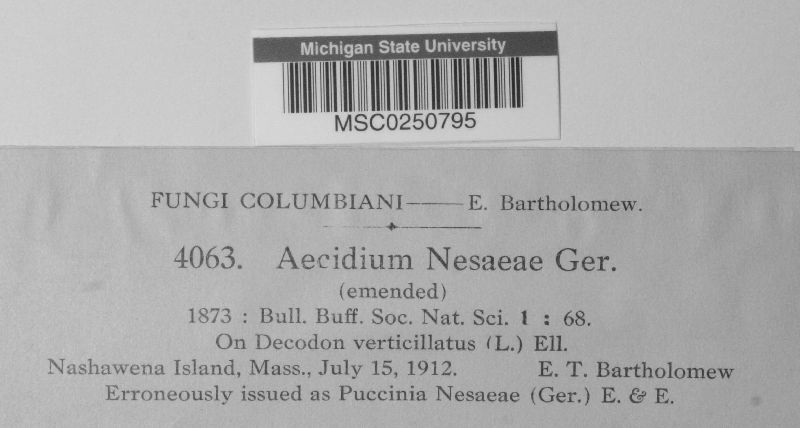 Michigan State University
MSC0250795
FUNGI COLUMBIANI—E. Bartholomew.
4063. Aecidium Nesaeae Ger.
(emended)
1873 : Bull. Buff. Soc. Nat. Sci. 1 : 68.
On Decodon verticillatus (L.) Ell.
Nashawena Island, Mass., July 15, 1912. E. T. Bartholomew
Erroneously issued as Puccinia Nesaeae (Ger.) E. & E.